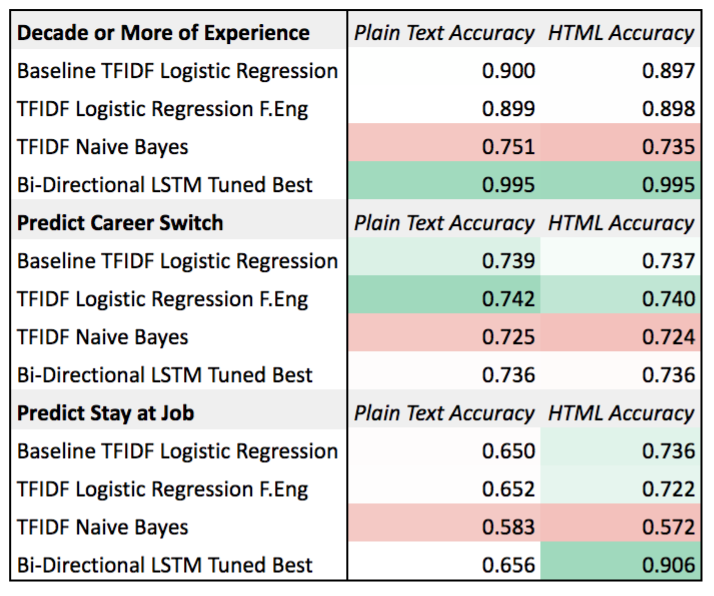 Decade or More of Experience Plain Text Accuracy HTML Accuracy
Baseline TFIDF Logistic Regression 0.900 0.897
TFIDF Logistic Regression F.Eng 0.899 0.898
TFIDF Naive Bayes 0.751 0.735
Bi-Directional LSTM Tuned Best 0.995 0.995
Predict Career Switch Plain Text Accuracy HTML Accuracy
Baseline TFIDF Logistic Regression 0.739 0.737
TFIDF Logistic Regression F.Eng 0.742 0.740
TFIDF Naive Bayes 0.725 0.724
Bi-Directional LSTM Tuned Best 0.736 0.736
Predict Stay at Job Plain Text Accuracy HTML Accuracy
Baseline TFIDF Logistic Regression 0.650 0.736
TFIDF Logistic Regression F.Eng 0.652 0.722
TFIDF Naive Bayes 0.583 0.572
Bi-Directional LSTM Tuned Best 0.656 0.906